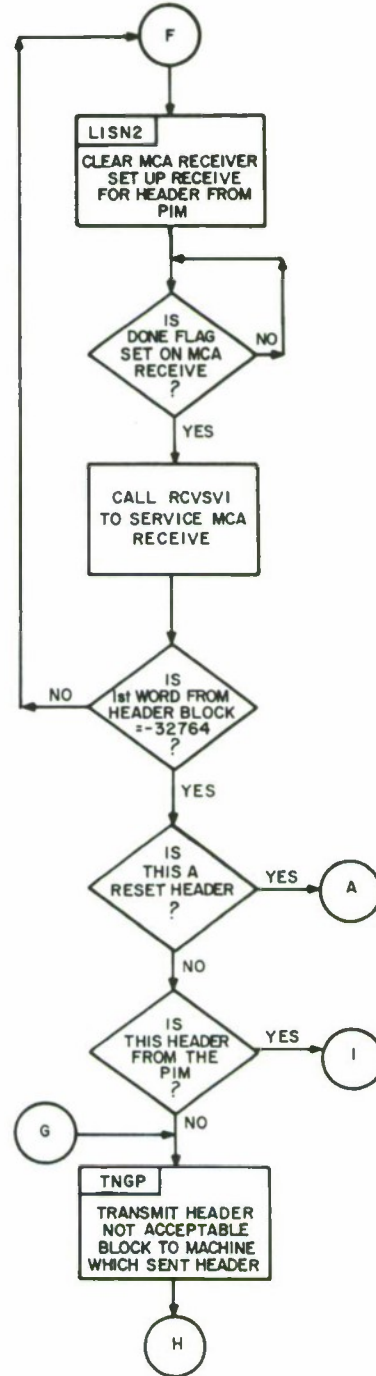 F
LISN2
CLEAR MCA RECEIVER
SET UP RECEIVE
FOR HEADER FROM
PIM
IS
DONE FLAG
SET ON MCA
RECEIVE
?
NO
YES
CALL RCVSVI
TO SERVICE MCA
RECEIVE
IS
1st WORD FROM
HEADER BLOCK
=-32764
?
NO
YES
IS
THIS A
RESET HEADER
?
YES
A
NO
IS
THIS HEADER
FROM THE
PIM
?
YES
I
NO
G
TNGP
TRANSMIT HEADER
NOT ACCEPTABLE
BLOCK TO MACHINE
WHICH SENT HEADER
H